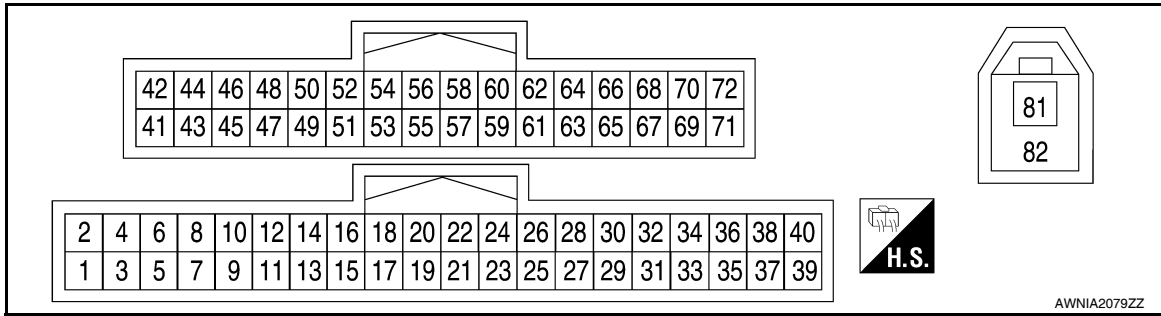 42 44 46 48 50 52 54 56 58 60 62 64 66 68 70 72
41 43 45 47 49 51 53 55 57 59 61 63 65 67 69 71
81
82
2 4 6 8 10 12 14 16 18 20 22 24 26 28 30 32 34 36 38 40
1 3 5 7 9 11 13 15 17 19 21 23 25 27 29 31 33 35 37 39
H.S.
AWNIA2079ZZ